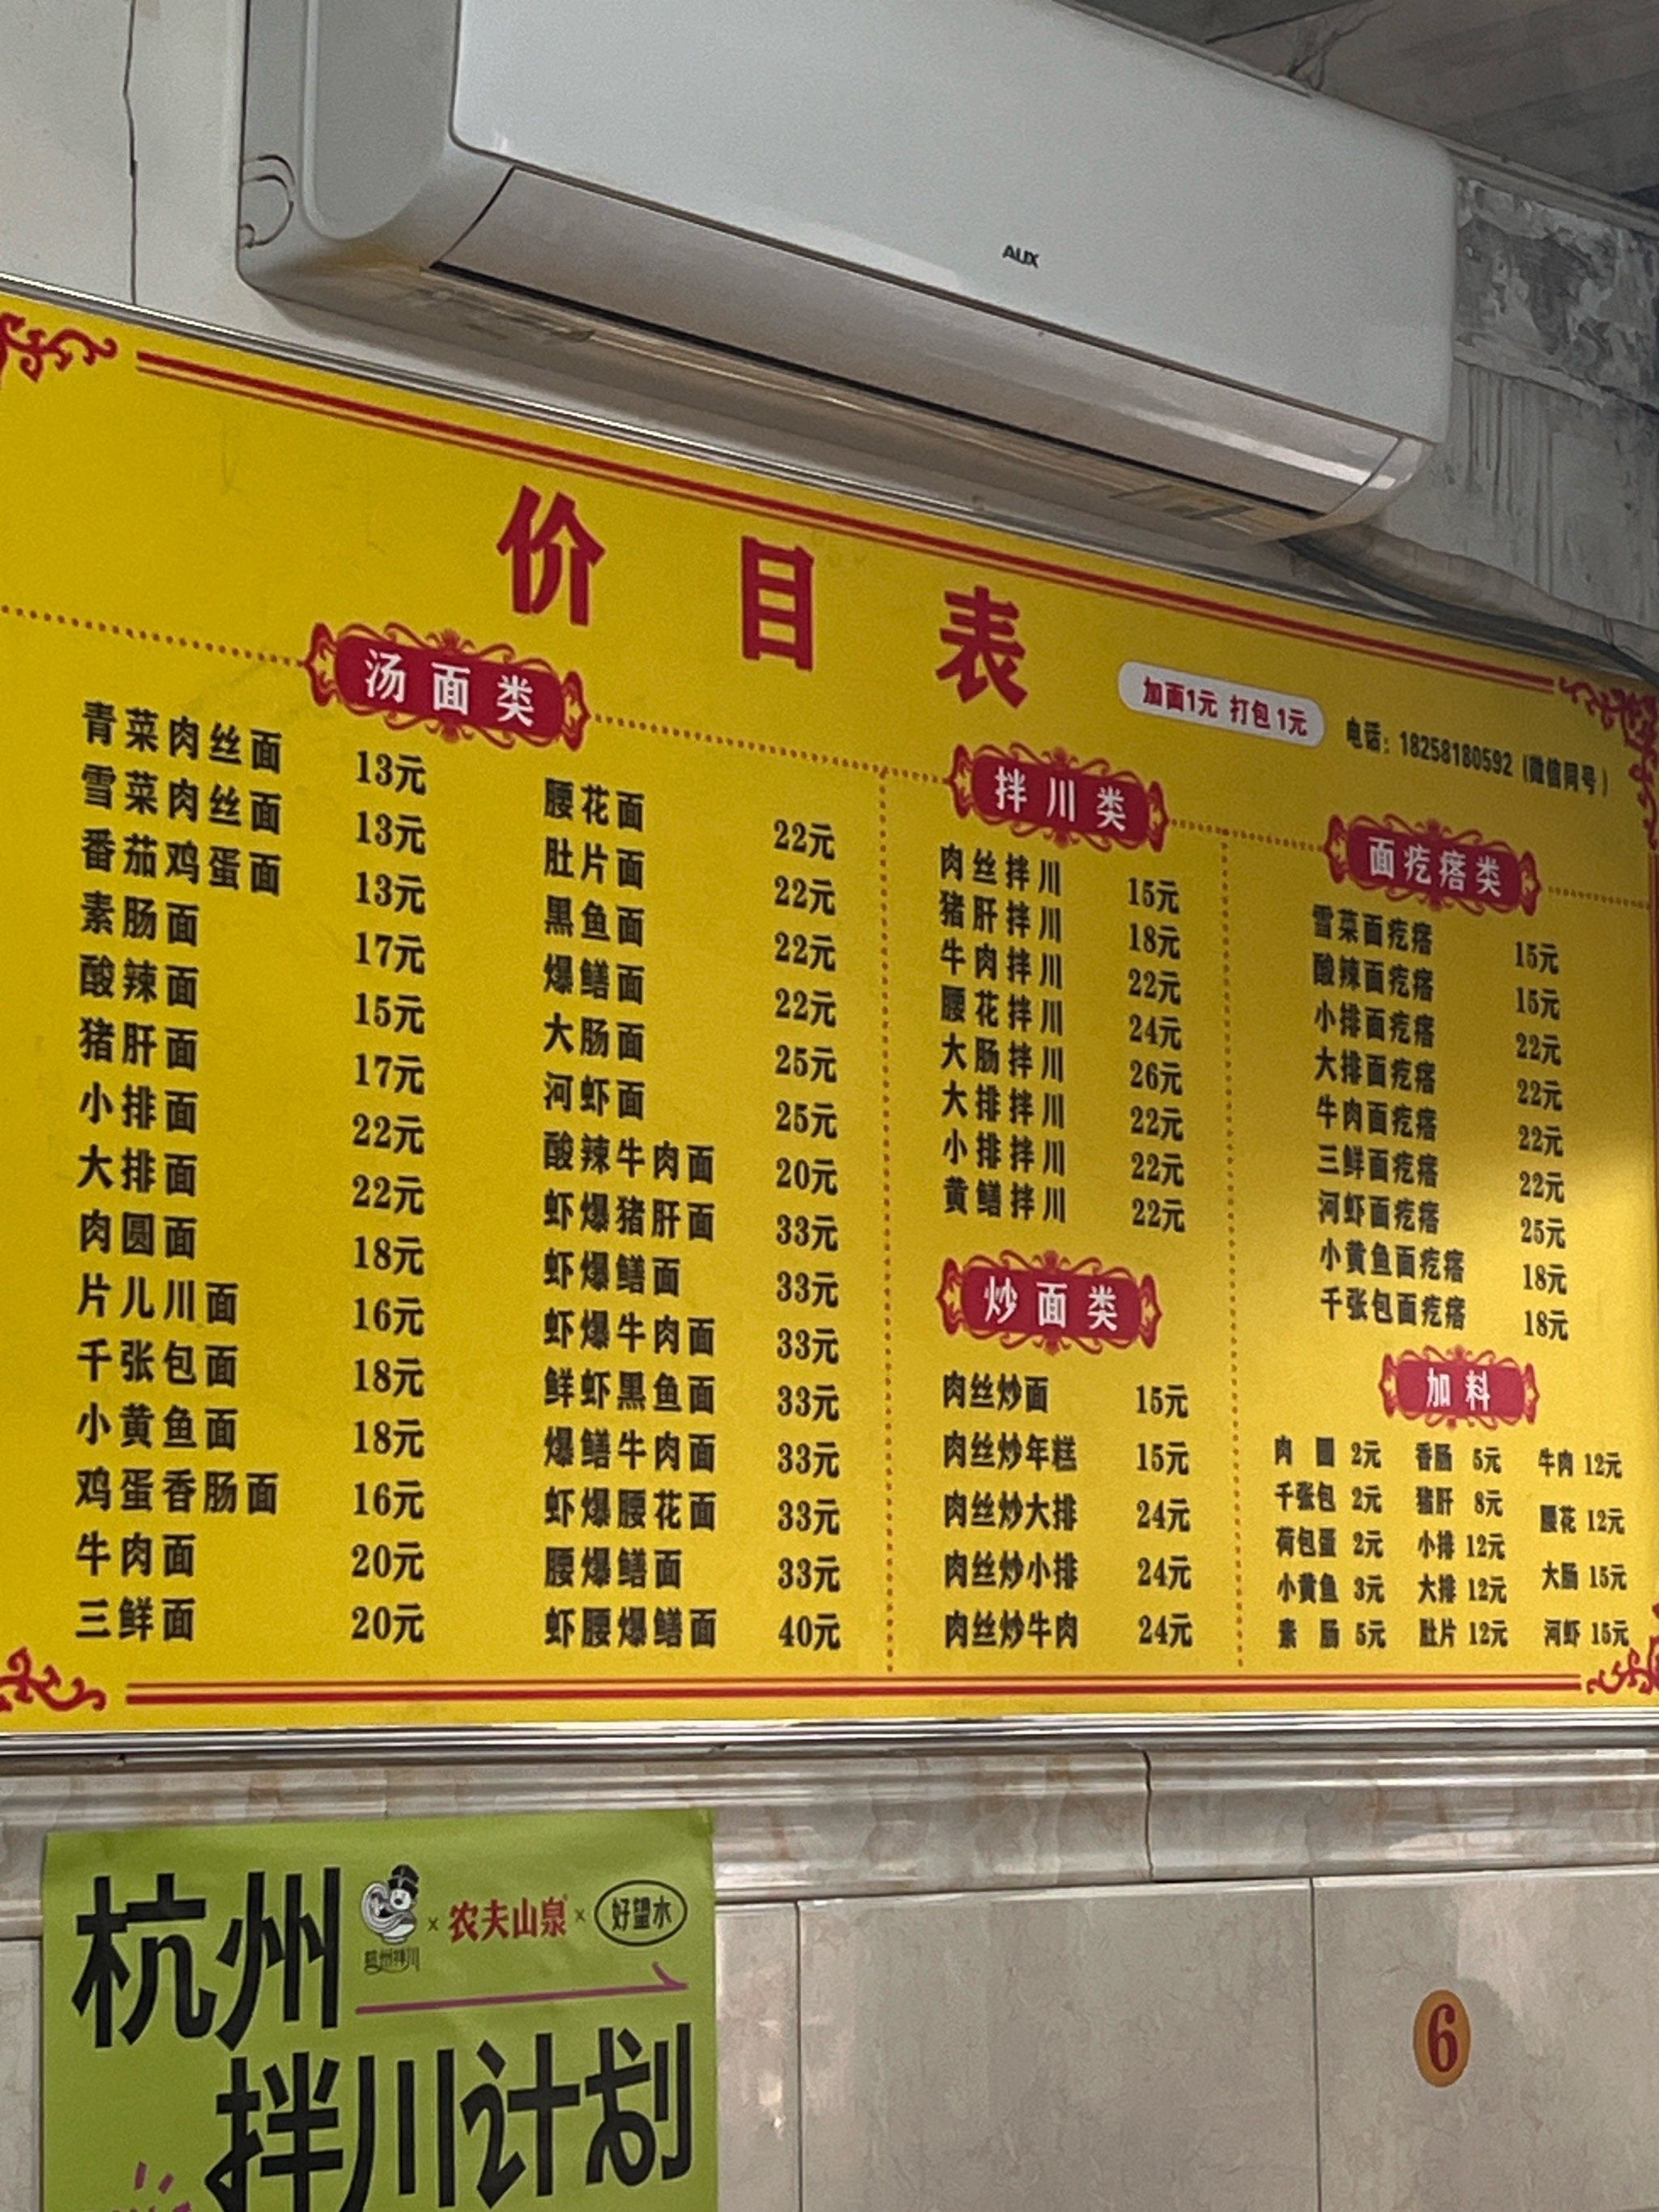 AUX
价目表
加面1元 打包1元
电话：18258180592（微信同号）
汤面类
青菜肉丝面 13元
雪菜肉丝面 13元
番茄鸡蛋面 13元
素肠面 17元
酸辣面 15元
猪肝面 17元
小排面 22元
大排面 22元
肉圆面 18元
片儿川面 16元
千张包面 18元
小黄鱼面 18元
鸡蛋香肠面 16元
牛肉面 20元
三鲜面 20元
腰花面 22元
肚片面 22元
黑鱼面 22元
爆鳝面 22元
大肠面 25元
河虾面 25元
酸辣牛肉面 20元
虾爆猪肝面 33元
虾爆鳝面 33元
虾爆牛肉面 33元
鲜虾黑鱼面 33元
爆鳝牛肉面 33元
虾爆腰花面 33元
腰爆鳝面 33元
虾腰爆鳝面 40元
拌川类
肉丝拌川 15元
猪肝拌川 18元
牛肉拌川 22元
腰花拌川 24元
大肠拌川 26元
大排拌川 22元
小排拌川 22元
黄鳝拌川 22元
炒面类
肉丝炒面 15元
肉丝炒年糕 15元
肉丝炒大排 24元
肉丝炒小排 24元
肉丝炒牛肉 24元
面疙瘩类
雪菜面疙瘩 15元
酸辣面疙瘩 15元
小排面疙瘩 22元
大排面疙瘩 22元
牛肉面疙瘩 22元
三鲜面疙瘩 22元
河虾面疙瘩 25元
小黄鱼面疙瘩 18元
千张包面疙瘩 18元
加料
肉圆 2元 香肠 5元 牛肉 12元
千张包 2元 猪肝 8元 腰花 12元
荷包蛋 2元 小排 12元 大肠 15元
小黄鱼 3元 大排 12元
素肠 5元 肚片 12元 河虾 15元
杭州
杭州拌川
×农夫山泉×好望水
拌川计划
6